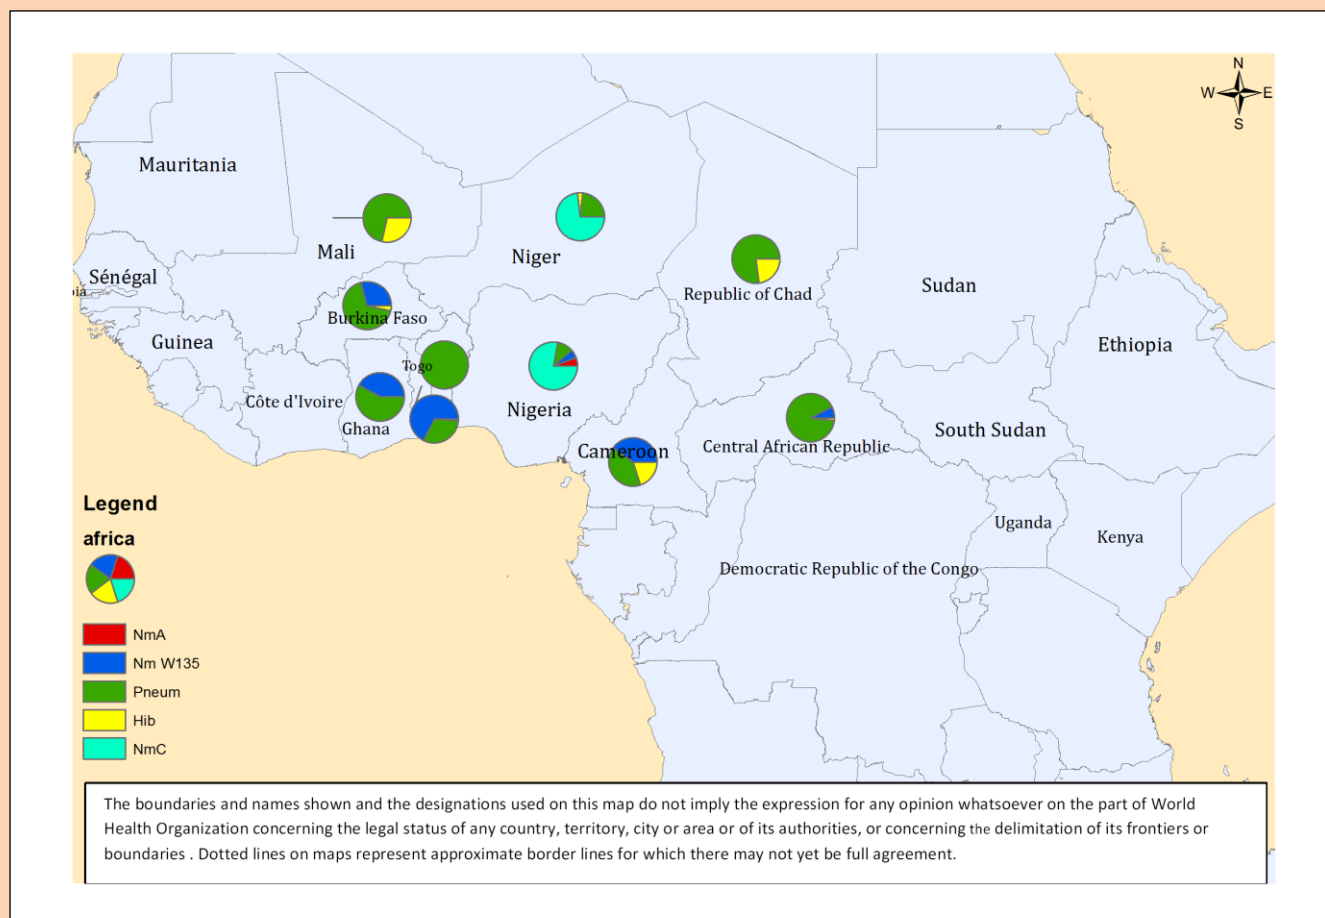 N
W E
S
Mauritania
Mali
Niger
Sénégal
Republic of Chad
Sudan
Burkina Faso
Guinea
Ethiopia
Togo
Côte d'Ivoire
Nigeria
Ghana
South Sudan
Cameroon
Central African Republic
Legend
Uganda
Kenya
africa
Democratic Republic of the Congo
NmA
Nm W135
Pneum
Hib
NmC
The boundaries and names shown and the designations used on this map do not imply the expression for any opinion whatsoever on the part of World
Health Organization concerning the legal status of any country, territory, city or area or of its authorities, or concerning the delimitation of its frontiers or
boundaries . Dotted lines on maps represent approximate border lines for which there may not yet be full agreement.